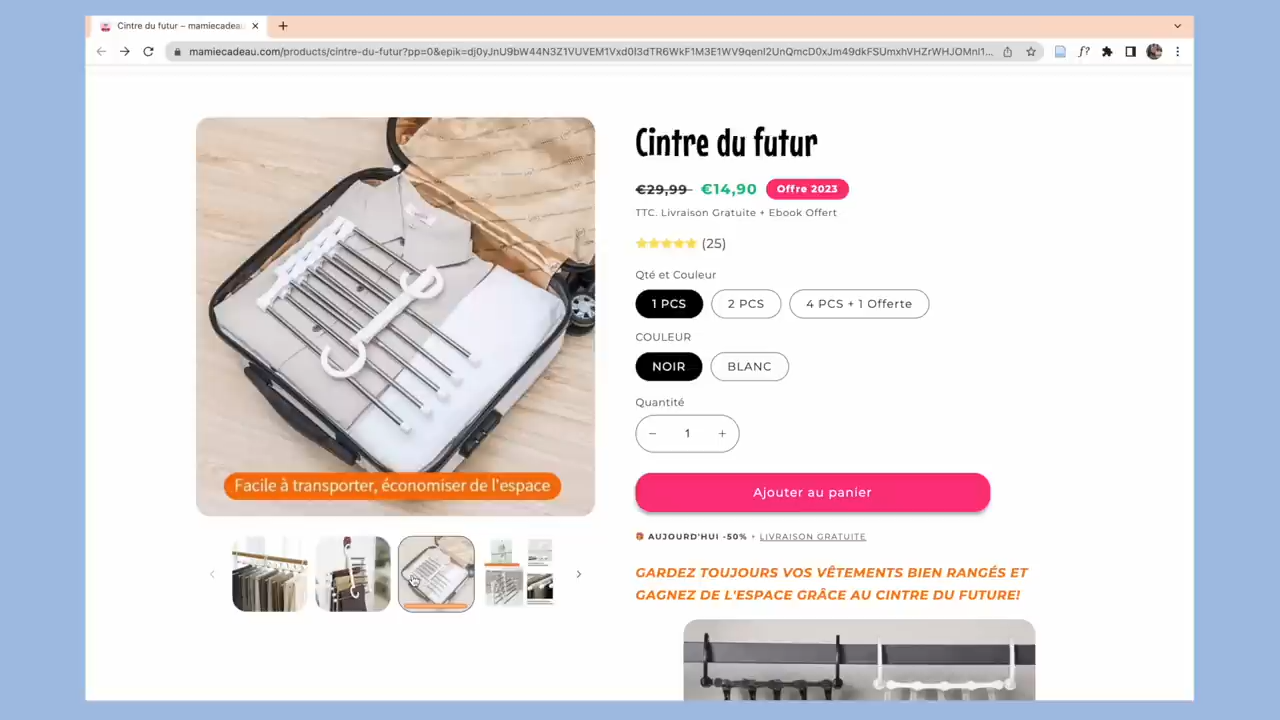 Cintre du futur – mamiecadeau
mamiecadeau.com/products/cintre-du-futur?pp=0&epik=
Cintre du futur
€29,99 €14,90 Offre 2023
TTC. Livraison Gratuite + Ebook Offert
(25)
Qté et Couleur
1 PCS 2 PCS 4 PCS + 1 Offerte
COULEUR
NOIR BLANC
Quantité
− 1 +
Facile à transporter, économiser de l'espace
Ajouter au panier
AUJOURD'HUI -50% + LIVRAISON GRATUITE
GARDEZ TOUJOURS VOS VÊTEMENTS BIEN RANGÉS ET
GAGNEZ DE L'ESPACE GRÂCE AU CINTRE DU FUTURE!